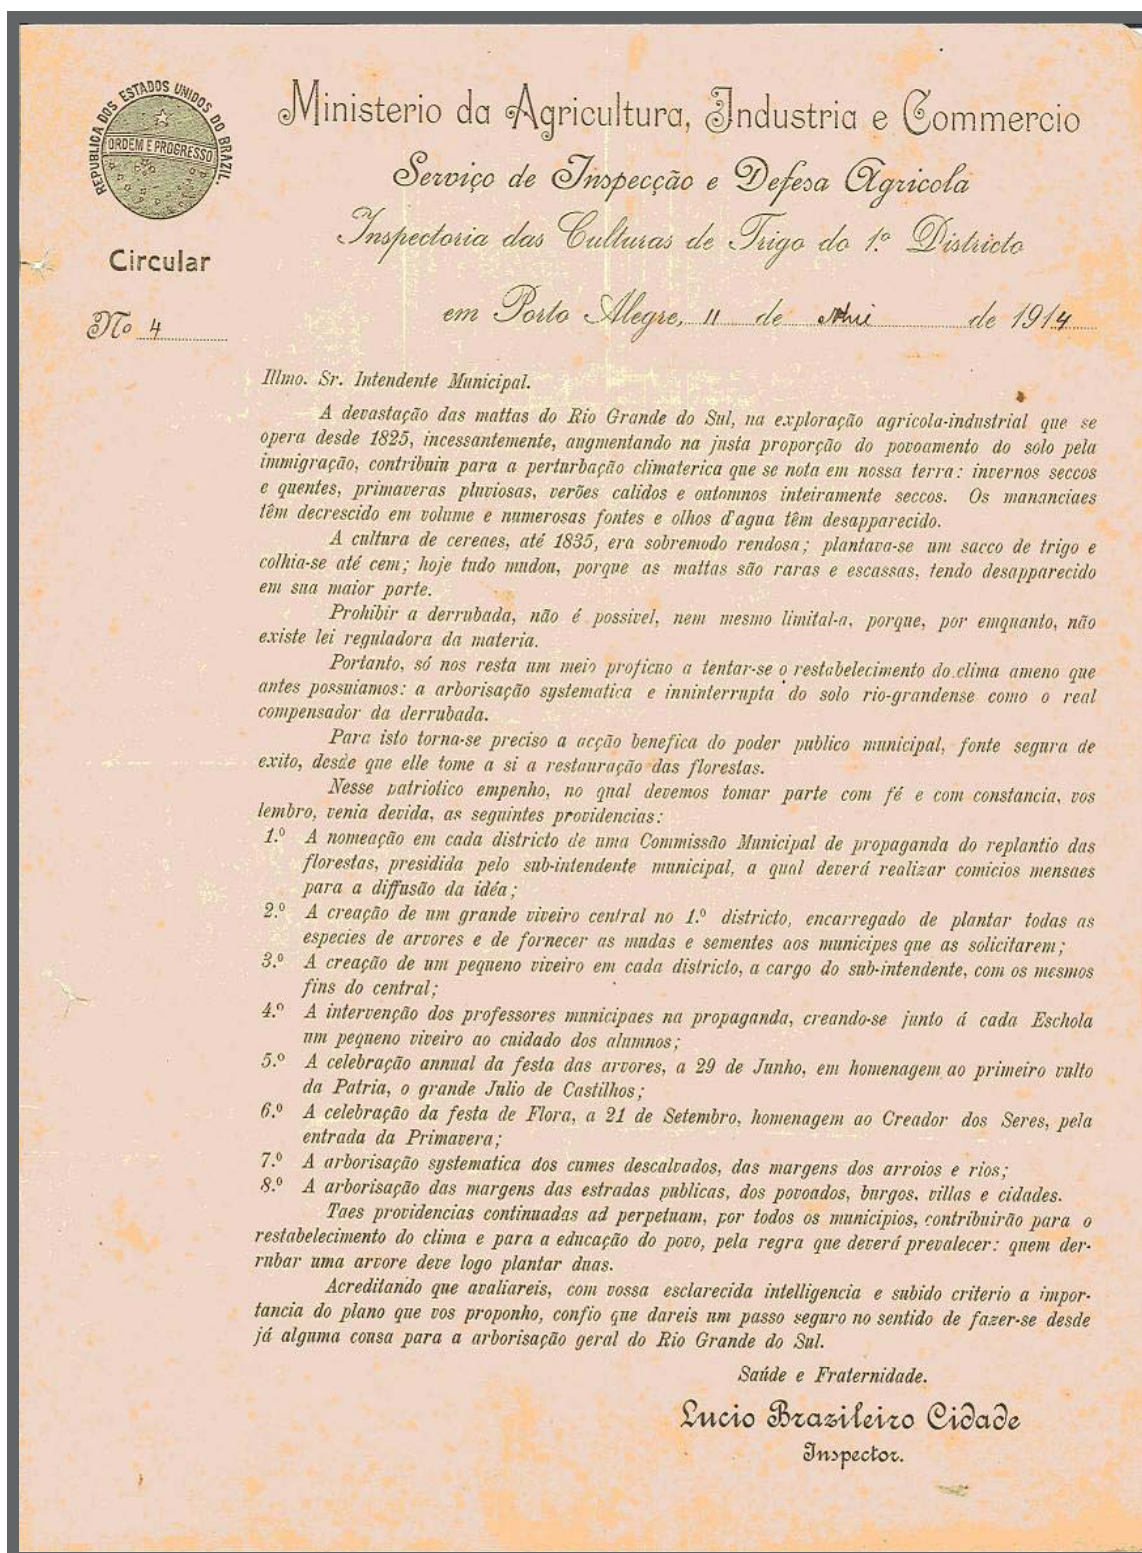 REPUBLICA DOS ESTADOS UNIDOS DO BRAZIL.
ORDEM E PROGRESSO
Ministerio da Agricultura, Industria e Commercio
Serviço de Inspecção e Defesa Agricola
Inspectoria das Culturas de Trigo do 1.º Districto
Circular
No 4
em Porto Alegre, 11 de de 1914
Illmo. Sr. Intendente Municipal.
A devastação das mattas do Rio Grande do Sul, na exploração agricola-industrial que se
opera desde 1825, incessantemente, augmentando na justa proporção do povoamento do solo pela
immigração, contribuiu para a perturbação climaterica que se nota em nossa terra: invernos seccos
e quentes, primaveras pluviosas, verões calidos e outomnos inteiramente seccos. Os mananciaes
têm decrescido em volume e numerosas fontes e olhos d'agua têm desapparecido.
A cultura de cereaes, até 1835, era sobremodo rendosa; plantava-se um sacco de trigo e
colhia-se até cem; hoje tudo mudou, porque as mattas são raras e escassas, tendo desapparecido
em sua maior parte.
Prohibir a derrubada, não é possivel, nem mesmo limital-a, porque, por emquanto, não
existe lei reguladora da materia.
Portanto, só nos resta um meio proficuo a tentar-se o restabelecimento do clima ameno que
antes possuiamos: a arborisação systematica e inninterrupta do solo rio-grandense como o real
compensador da derrubada.
Para isto torna-se preciso a acção benefica do poder publico municipal, fonte segura de
exito, desde que elle tome a si a restauração das florestas.
Nesse patriotico empenho, no qual devemos tomar parte com fé e com constancia, vos
lembro, venia devida, as seguintes providencias:
1.º A nomeação em cada districto de uma Commissão Municipal de propaganda do replantio das
florestas, presidida pelo sub-intendente municipal, a qual deverá realizar comicios mensaes
para a diffusão da idéa;
2.º A creação de um grande viveiro central no 1.º districto, encarregado de plantar todas as
especies de arvores e de fornecer as mudas e sementes aos municipes que as solicitarem;
3.º A creação de um pequeno viveiro em cada districto, a cargo do sub-intendente, com os mesmos
fins do central;
4.º A intervenção dos professores municipaes na propaganda, creando-se junto á cada Eschola
um pequeno viveiro ao cuidado dos alumnos;
5.º A celebração annual da festa das arvores, a 29 de Junho, em homenagem ao primeiro vulto
da Patria, o grande Julio de Castilhos;
6.º A celebração da festa de Flora, a 21 de Setembro, homenagem ao Creador dos Seres, pela
entrada da Primavera;
7.º A arborisação systematica dos cumes descalvados, das margens dos arroios e rios;
8.º A arborisação das margens das estradas publicas, dos povoados, burgos, villas e cidades.
Taes providencias continuadas ad perpetuam, por todos os municipios, contribuirão para o
restabelecimento do clima e para a educação do povo, pela regra que deverá prevalecer: quem der-
rubar uma arvore deve logo plantar duas.
Acreditando que avaliareis, com vossa esclarecida intelligencia e subido criterio a impor-
tancia do plano que vos proponho, confio que dareis um passo seguro no sentido de fazer-se desde
já alguma cousa para a arborisação geral do Rio Grande do Sul.
Saúde e Fraternidade.
Lucio Brazileiro Cidade
Inspector.